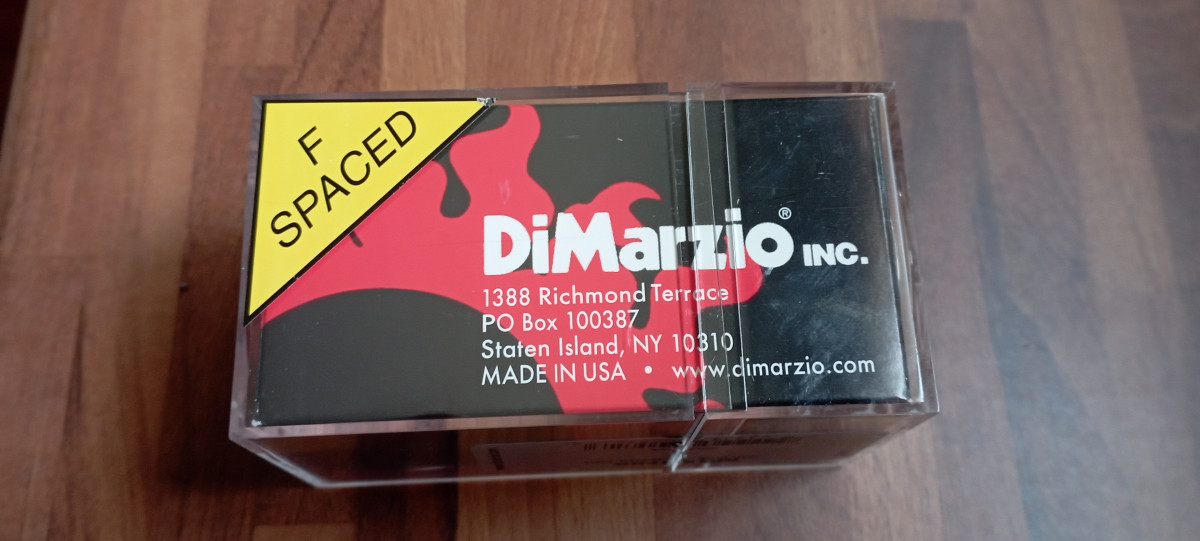 F
SPACED
DiMarzio® INC.
1388 Richmond Terrace
PO Box 100387
Staten Island, NY 10310
MADE IN USA • www.dimarzio.com